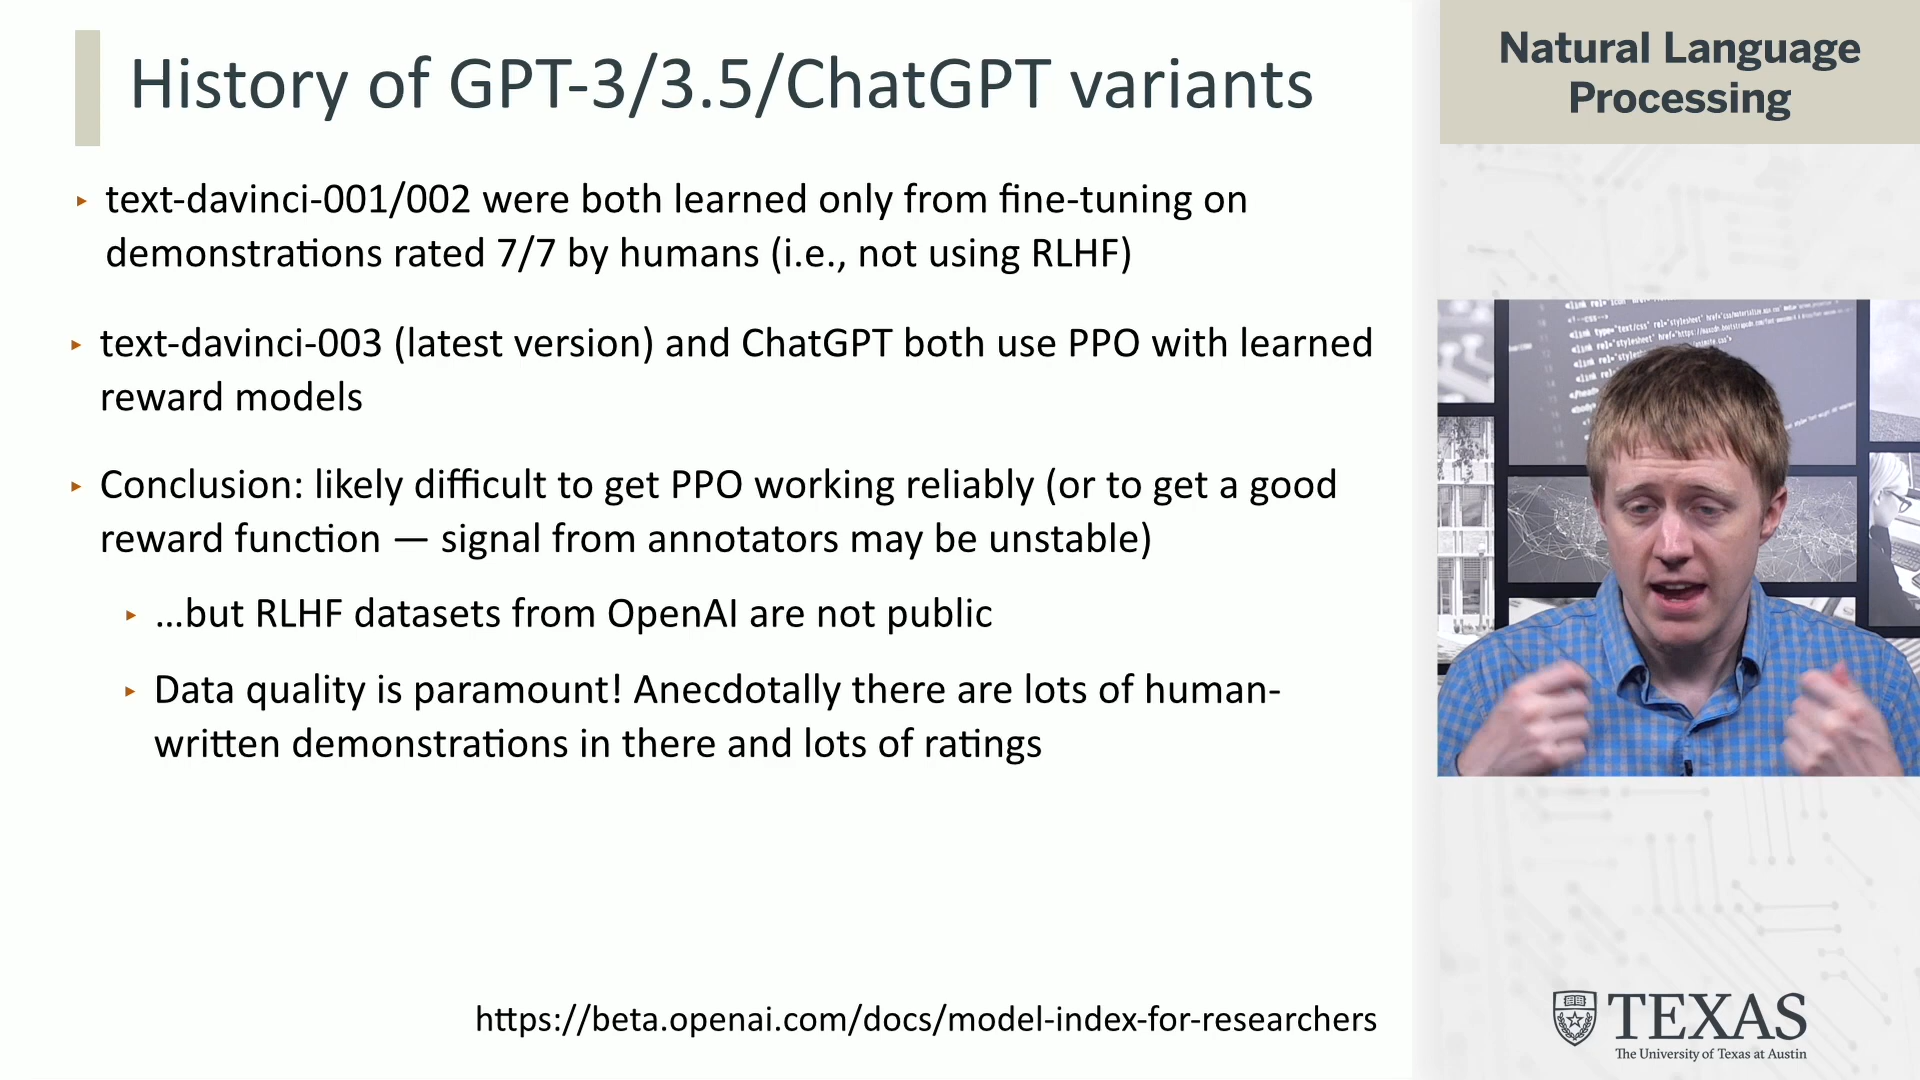 History of GPT-3/3.5/ChatGPT variants
‣ text-davinci-001/002 were both learned only from fine-tuning on
demonstrations rated 7/7 by humans (i.e., not using RLHF)
‣ text-davinci-003 (latest version) and ChatGPT both use PPO with learned
reward models
‣ Conclusion: likely difficult to get PPO working reliably (or to get a good
reward function — signal from annotators may be unstable)
‣ …but RLHF datasets from OpenAI are not public
‣ Data quality is paramount! Anecdotally there are lots of human-
written demonstrations in there and lots of ratings
https://beta.openai.com/docs/model-index-for-researchers
Natural Language
Processing
TEXAS
The University of Texas at Austin